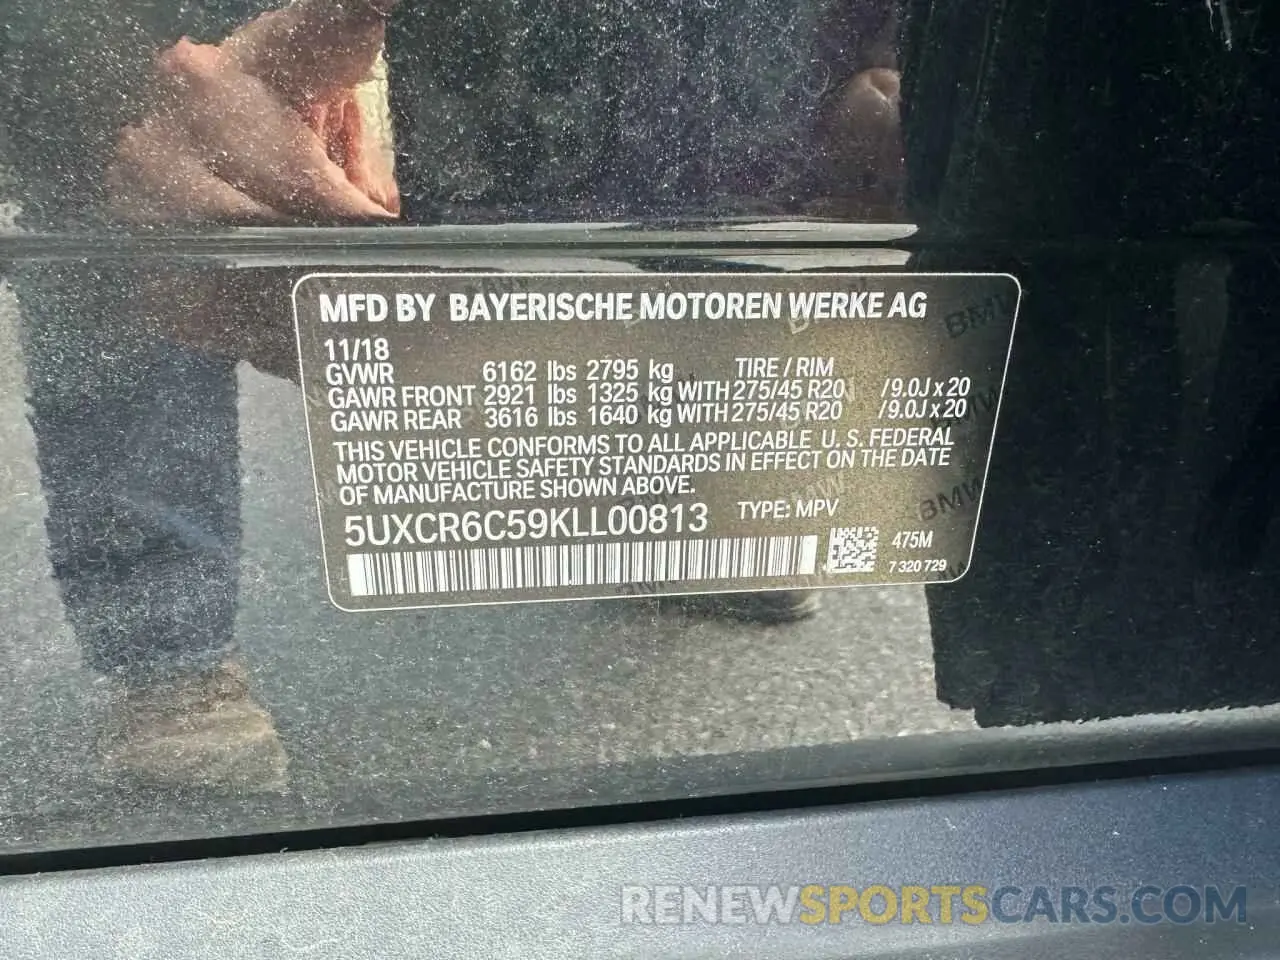 MFD BY BAYERISCHE MOTOREN WERKE AG
11/18
GVWR 6162 lbs 2795 kg TIRE / RIM
GAWR FRONT 2921 lbs 1325 kg WITH 275/45 R20 / 9.0J x 20
GAWR REAR 3616 lbs 1640 kg WITH 275/45 R20 / 9.0J x 20
THIS VEHICLE CONFORMS TO ALL APPLICABLE U. S. FEDERAL
MOTOR VEHICLE SAFETY STANDARDS IN EFFECT ON THE DATE
OF MANUFACTURE SHOWN ABOVE.
5UXCR6C59KLL00813 TYPE: MPV
475M
7 320 729
RENEWSPORTSCARS.COM